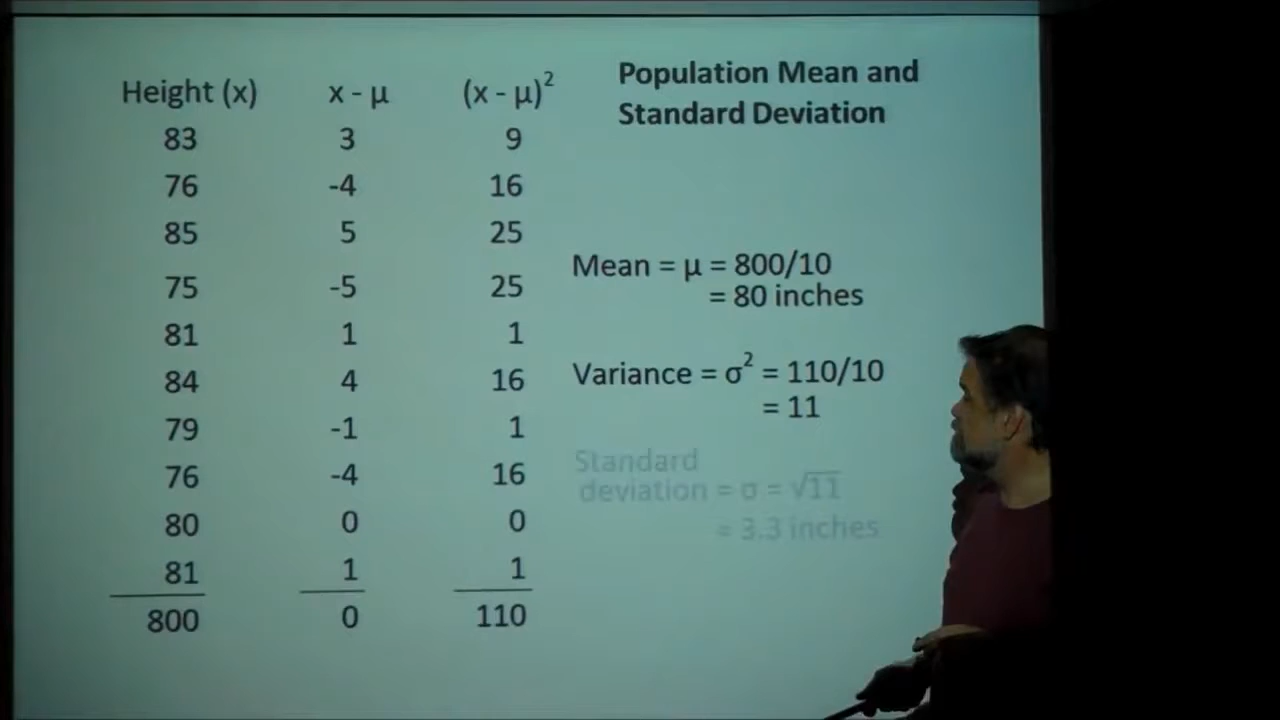 Population Mean and
Standard Deviation
Height (x) x - μ (x - μ)²
83 3 9
76 -4 16
85 5 25
75 -5 25
81 1 1
84 4 16
79 -1 1
76 -4 16
80 0 0
81 1 1
800 0 110
Mean = μ = 800/10
= 80 inches
Variance = σ² = 110/10
= 11
Standard
deviation = σ = √11
= 3.3 inches